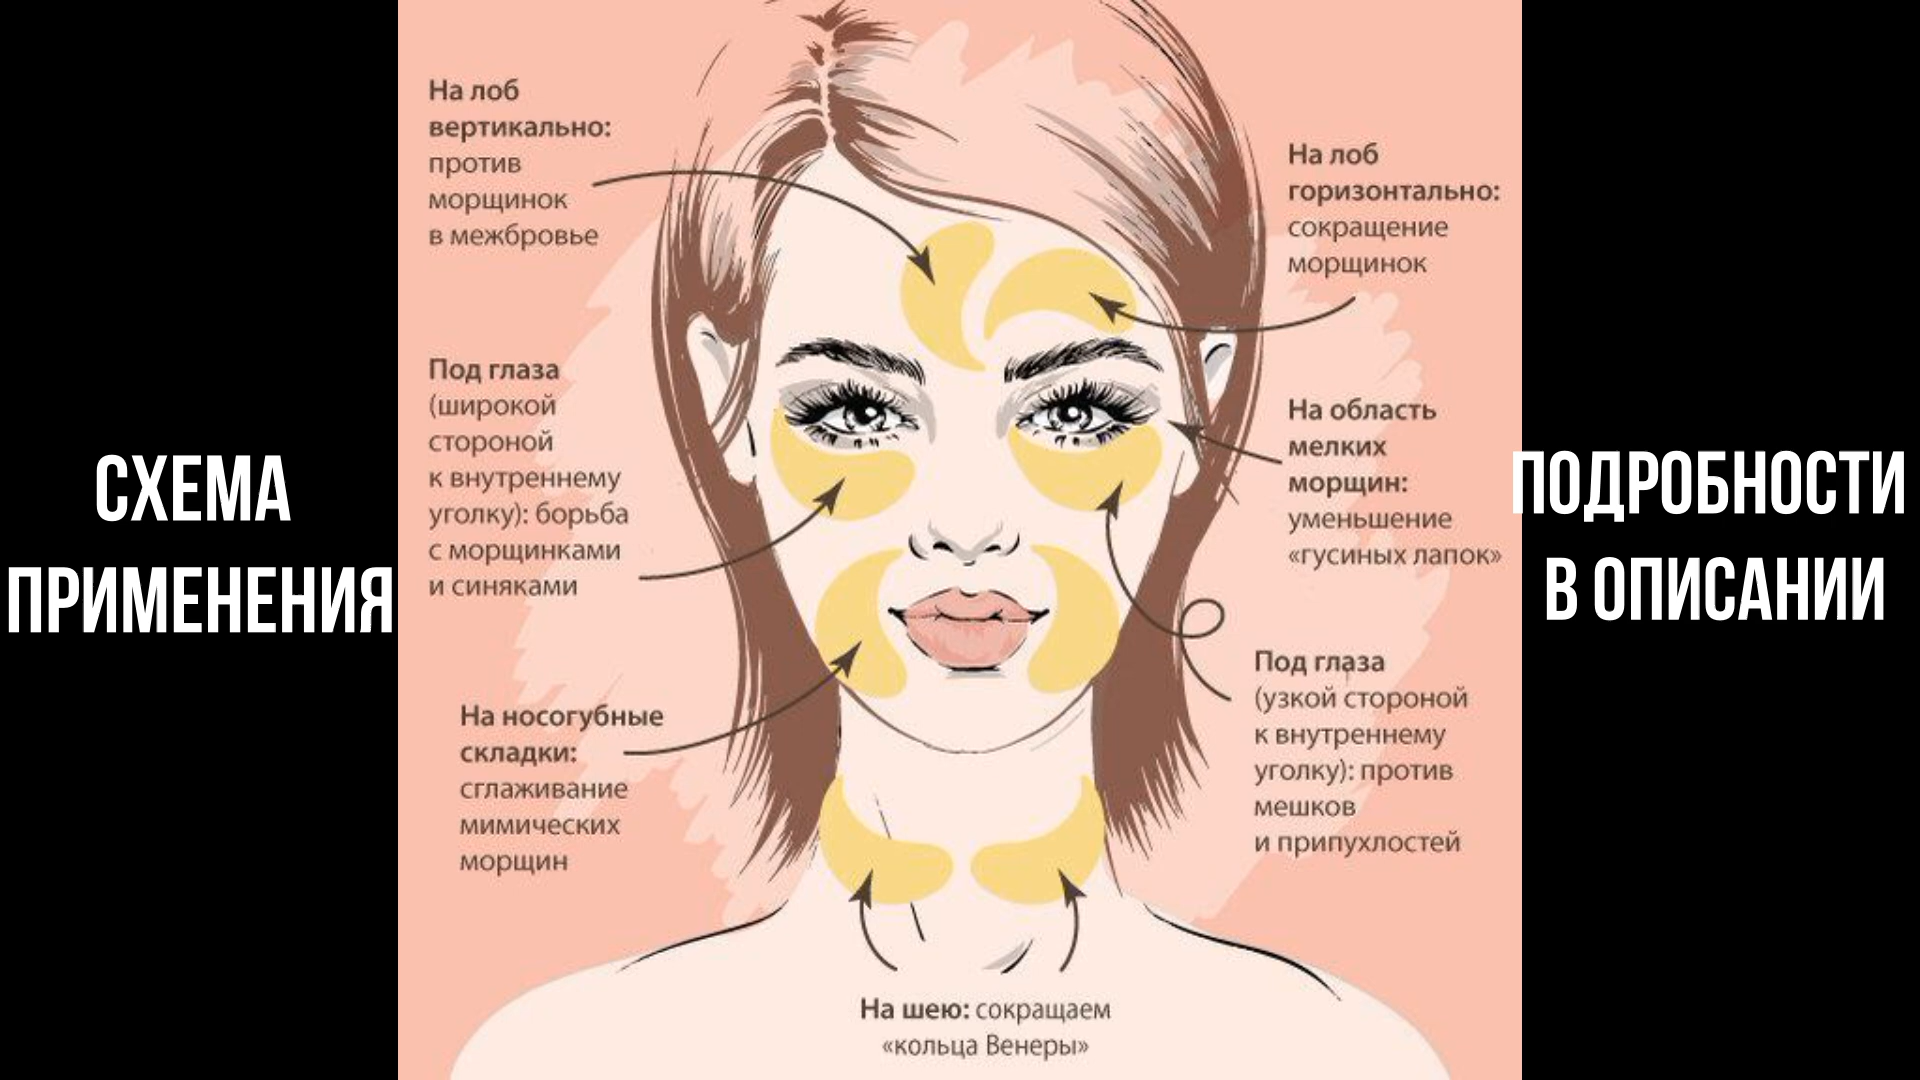 СХЕМА
ПРИМЕНЕНИЯ
На лоб
вертикально:
против
морщинок
в межбровье
Под глаза
(широкой
стороной
к внутреннему
уголку): борьба
с морщинками
и синяками
На носогубные
складки:
сглаживание
мимических
морщин
На лоб
горизонтально:
сокращение
морщинок
На область
мелких
морщин:
уменьшение
«гусиных лапок»
Под глаза
(узкой стороной
к внутреннему
уголку): против
мешков
и припухлостей
На шею: сокращаем
«кольца Венеры»
ПОДРОБНОСТИ
В ОПИСАНИИ